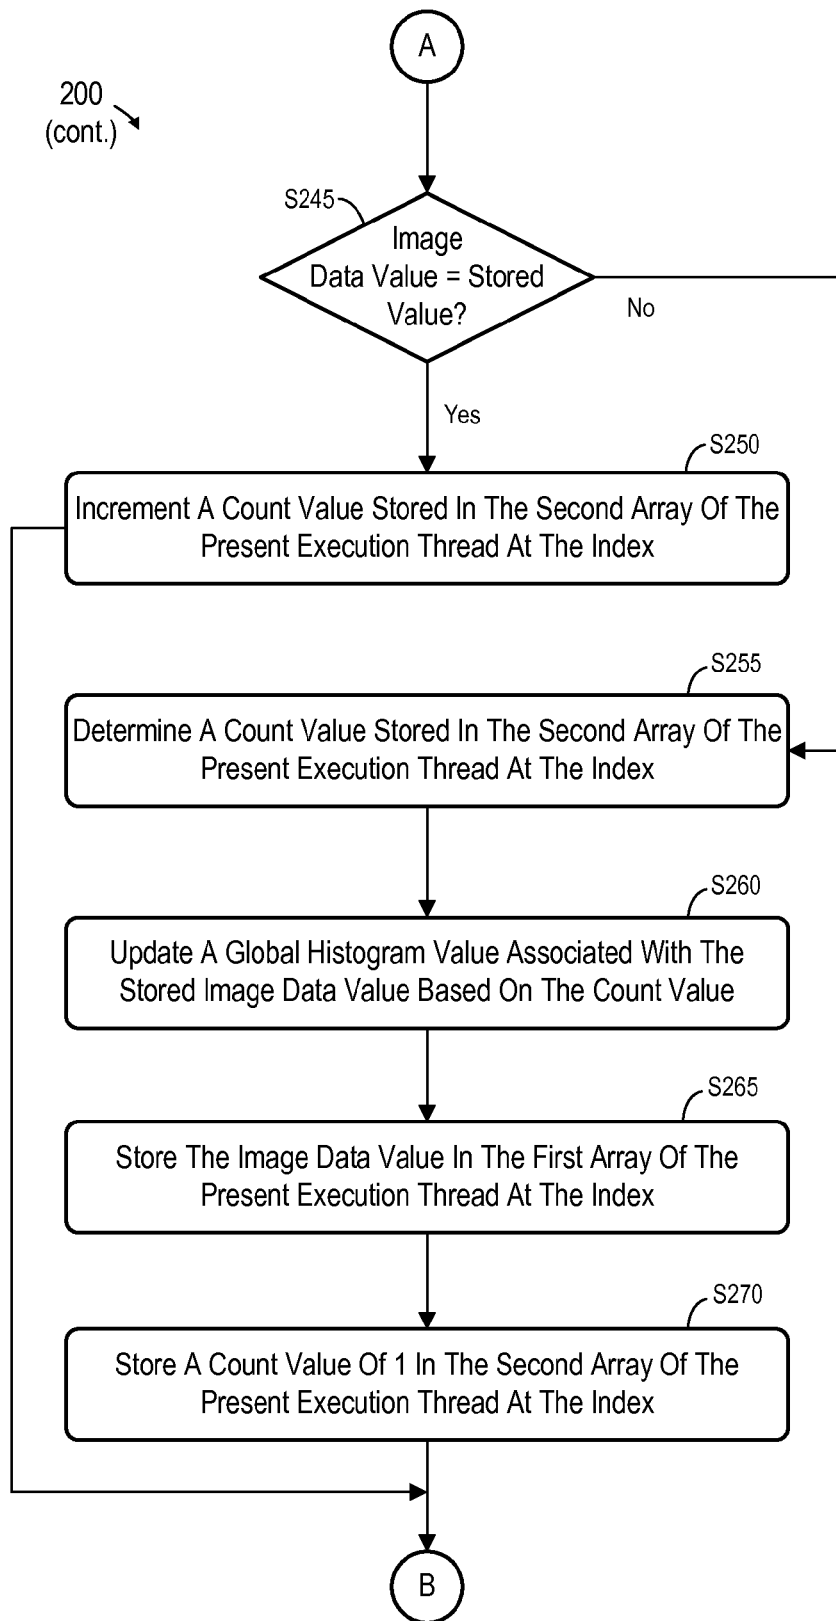 A
200
(cont.)
S245
Image
Data Value = Stored
Value?
No
Yes
S250
Increment A Count Value Stored In The Second Array Of The
Present Execution Thread At The Index
S255
Determine A Count Value Stored In The Second Array Of The
Present Execution Thread At The Index
S260
Update A Global Histogram Value Associated With The
Stored Image Data Value Based On The Count Value
S265
Store The Image Data Value In The First Array Of The
Present Execution Thread At The Index
S270
Store A Count Value Of 1 In The Second Array Of The
Present Execution Thread At The Index
B